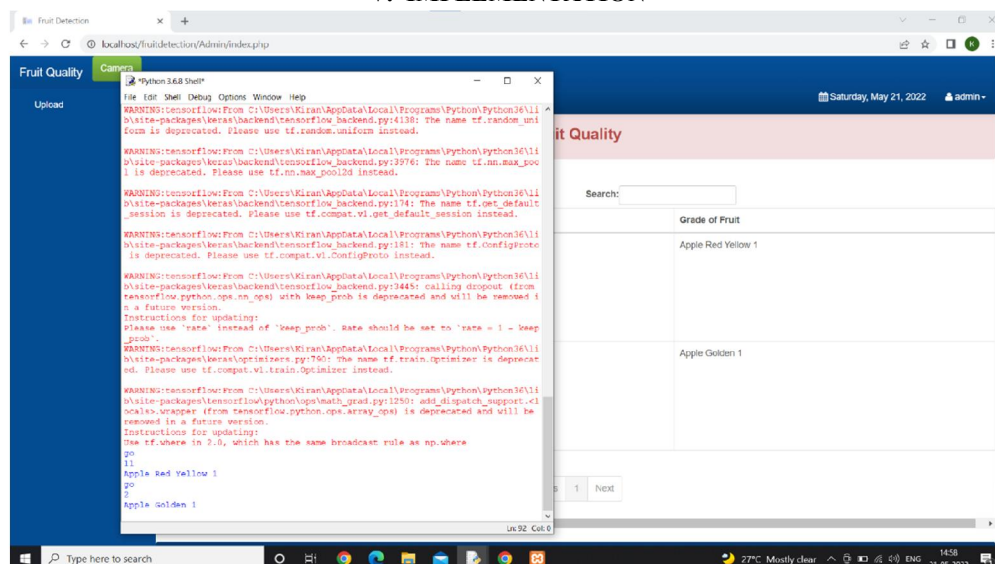 Fruit Detection
localhost/fruitdetection/Admin/index.php
K
Fruit Quality
Camera
Upload
Saturday, May 21, 2022
admin
it Quality
Search:
Grade of Fruit
Apple Red Yellow 1
Apple Golden 1
1 Next
*Python 3.6.8 Shell*
File Edit Shell Debug Options Window Help
WARNING:tensorflow:From C:\Users\Kiran\AppData\Local\Programs\Python\Python36\li
b\site-packages\keras\backend\tensorflow_backend.py:4138: The name tf.random_uni
form is deprecated. Please use tf.random.uniform instead.
WARNING:tensorflow:From C:\Users\Kiran\AppData\Local\Programs\Python\Python36\li
b\site-packages\keras\backend\tensorflow_backend.py:3976: The name tf.nn.max_poo
l is deprecated. Please use tf.nn.max_pool2d instead.
WARNING:tensorflow:From C:\Users\Kiran\AppData\Local\Programs\Python\Python36\li
b\site-packages\keras\backend\tensorflow_backend.py:174: The name tf.get_default
_session is deprecated. Please use tf.compat.v1.get_default_session instead.
WARNING:tensorflow:From C:\Users\Kiran\AppData\Local\Programs\Python\Python36\li
b\site-packages\keras\backend\tensorflow_backend.py:181: The name tf.ConfigProto
is deprecated. Please use tf.compat.v1.ConfigProto instead.
WARNING:tensorflow:From C:\Users\Kiran\AppData\Local\Programs\Python\Python36\li
b\site-packages\keras\backend\tensorflow_backend.py:3445: calling dropout (from
tensorflow.python.ops.nn_ops) with keep_prob is deprecated and will be removed i
n a future version.
Instructions for updating:
Please use `rate` instead of `keep_prob`. Rate should be set to `rate = 1 - keep
_prob`.
WARNING:tensorflow:From C:\Users\Kiran\AppData\Local\Programs\Python\Python36\li
b\site-packages\keras\optimizers.py:790: The name tf.train.Optimizer is deprecat
ed. Please use tf.compat.v1.train.Optimizer instead.
WARNING:tensorflow:From C:\Users\Kiran\AppData\Local\Programs\Python\Python36\li
b\site-packages\tensorflow\python\ops\math_grad.py:1250: add_dispatch_support.<l
ocals>.wrapper (from tensorflow.python.ops.array_ops) is deprecated and will be
removed in a future version.
Instructions for updating:
Use tf.where in 2.0, which has the same broadcast rule as np.where
go
11
Apple Red Yellow 1
go
2
Apple Golden 1
Ln: 92 Col: 0
Type here to search
27°C Mostly clear
ENG
14:58